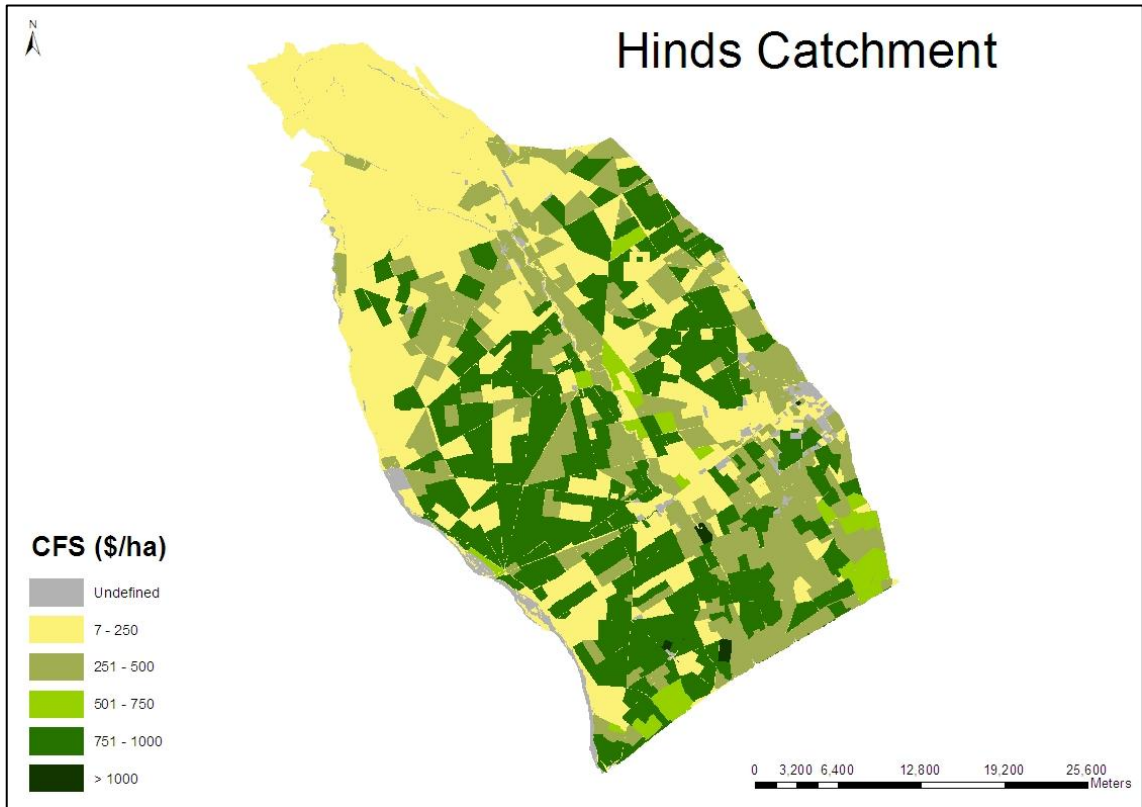 N
Hinds Catchment
CFS ($/ha)
Undefined
7 - 250
251 - 500
501 - 750
751 - 1000
> 1000
0 3,200 6,400 12,800 19,200 25,600
Meters